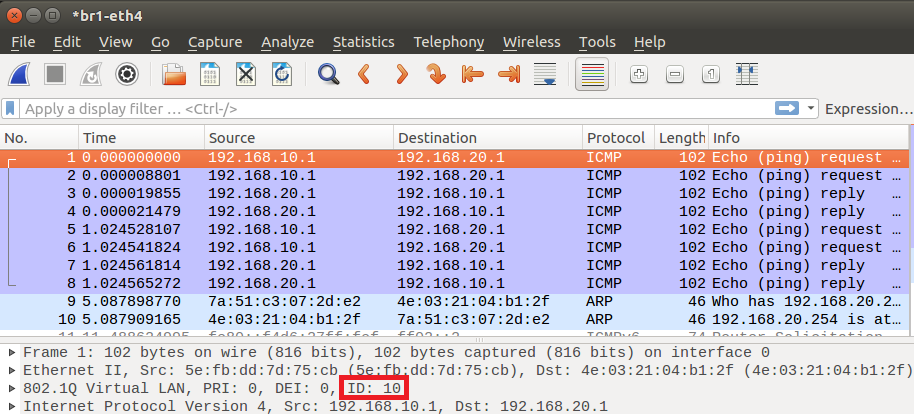 *br1-eth4
File Edit View Go Capture Analyze Statistics Telephony Wireless Tools Help
Apply a display filter ... <Ctrl-/> Expression…
No. Time Source Destination Protocol Length Info
1 0.000000000 192.168.10.1 192.168.20.1 ICMP 102 Echo (ping) request …
2 0.000008801 192.168.10.1 192.168.20.1 ICMP 102 Echo (ping) request …
3 0.000019855 192.168.20.1 192.168.10.1 ICMP 102 Echo (ping) reply …
4 0.000021479 192.168.20.1 192.168.10.1 ICMP 102 Echo (ping) reply …
5 1.024528107 192.168.10.1 192.168.20.1 ICMP 102 Echo (ping) request …
6 1.024541824 192.168.10.1 192.168.20.1 ICMP 102 Echo (ping) request …
7 1.024561814 192.168.20.1 192.168.10.1 ICMP 102 Echo (ping) reply …
8 1.024565272 192.168.20.1 192.168.10.1 ICMP 102 Echo (ping) reply …
9 5.087898770 7a:51:c3:07:2d:e2 4e:03:21:04:b1:2f ARP 46 Who has 192.168.20.2…
10 5.087909165 4e:03:21:04:b1:2f 7a:51:c3:07:2d:e2 ARP 46 192.168.20.254 is at…
Frame 1: 102 bytes on wire (816 bits), 102 bytes captured (816 bits) on interface 0
Ethernet II, Src: 5e:fb:dd:7d:75:cb (5e:fb:dd:7d:75:cb), Dst: 4e:03:21:04:b1:2f (4e:03:21:04:b1:2f)
802.1Q Virtual LAN, PRI: 0, DEI: 0, ID: 10
Internet Protocol Version 4, Src: 192.168.10.1, Dst: 192.168.20.1